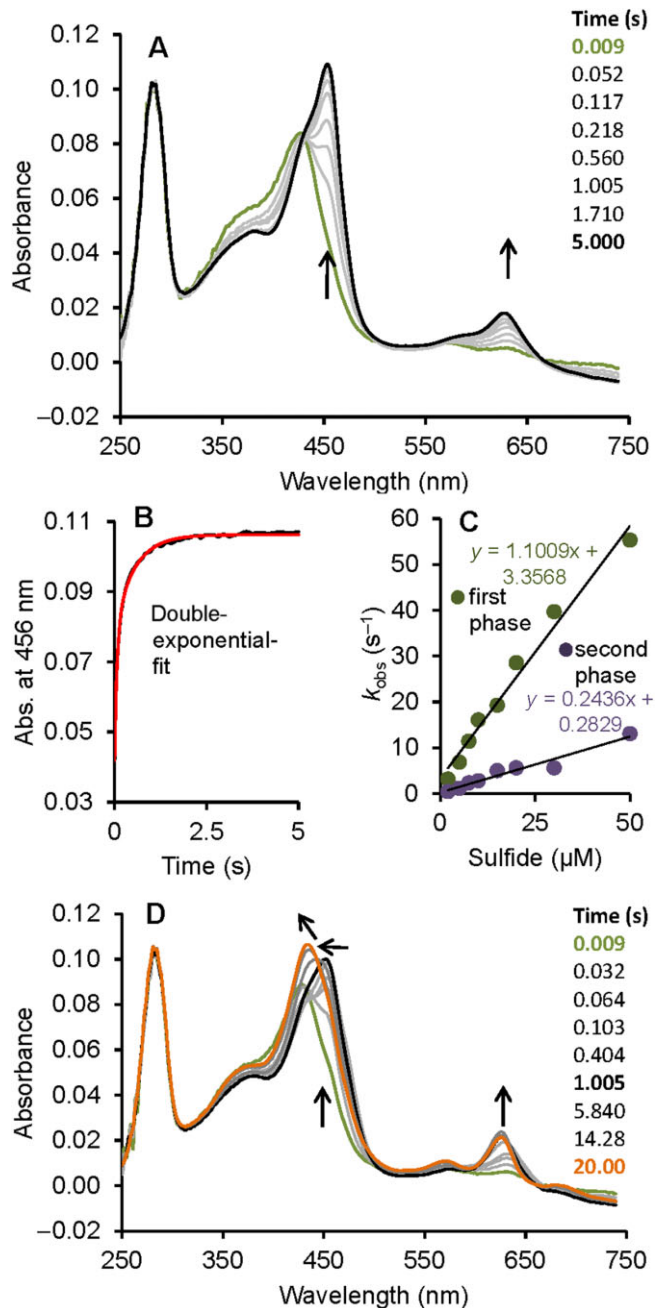 A
Time (s)
0.009
0.052
0.117
0.218
0.560
1.005
1.710
5.000
0.12
0.10
0.08
0.06
0.04
0.02
0.00
−0.02
Absorbance
250 350 450 550 650 750
Wavelength (nm)
B
0.11
0.09
0.07
0.05
0.03
Abs. at 456 nm
Double-
exponential-
fit
0 2.5 5
Time (s)
C
60
50
40
30
20
10
0
kobs (s−1)
y = 1.1009x +
3.3568
first
phase
second
phase
y = 0.2436x +
0.2829
0 25 50
Sulfide (µM)
D
Time (s)
0.009
0.032
0.064
0.103
0.404
1.005
5.840
14.28
20.00
0.12
0.10
0.08
0.06
0.04
0.02
0.00
−0.02
Absorbance
250 350 450 550 650 750
Wavelength (nm)